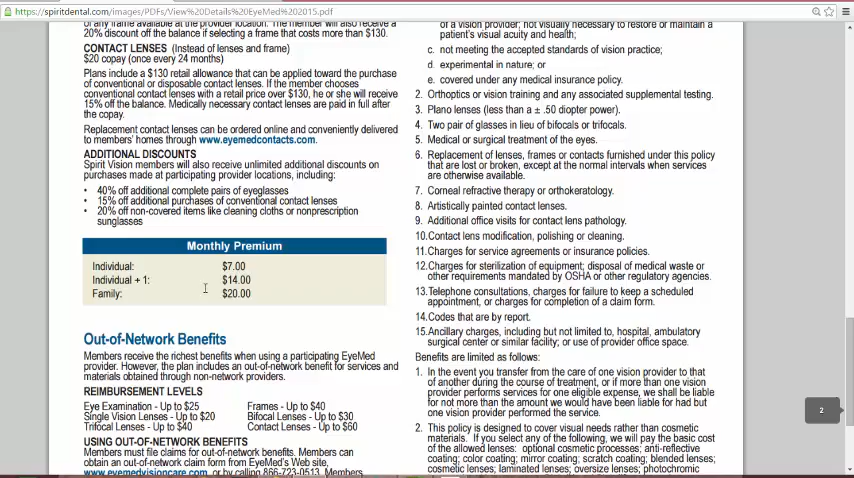 https://spiritdental.com/images/PDFs/View%20Details%20EyeMed%202015.pdf
of any frame available at the provider location. The member will also receive a
20% discount off the balance if selecting a frame that costs more than $130.
CONTACT LENSES (Instead of lenses and frame)
$20 copay (once every 24 months)
Plans include a $130 retail allowance that can be applied toward the purchase
of conventional or disposable contact lenses. If the member chooses
conventional contact lenses with a retail price over $130, he or she will receive
15% off the balance. Medically necessary contact lenses are paid in full after
the copay.
Replacement contact lenses can be ordered online and conveniently delivered
to members' homes through www.eyemedcontacts.com.
ADDITIONAL DISCOUNTS
Spirit Vision members will also receive unlimited additional discounts on
purchases made at participating provider locations, including:
• 40% off additional complete pairs of eyeglasses
• 15% off additional purchases of conventional contact lenses
• 20% off non-covered items like cleaning cloths or nonprescription
sunglasses
Monthly Premium
Individual: $7.00
Individual + 1: $14.00
Family: $20.00
Out-of-Network Benefits
Members receive the richest benefits when using a participating EyeMed
provider. However, the plan includes an out-of-network benefit for services and
materials obtained through non-network providers.
REIMBURSEMENT LEVELS
Eye Examination - Up to $25 Frames - Up to $40
Single Vision Lenses - Up to $20 Bifocal Lenses - Up to $30
Trifocal Lenses - Up to $40 Contact Lenses - Up to $60
USING OUT-OF-NETWORK BENEFITS
Members must file claims for out-of-network benefits. Members can
obtain an out-of-network claim form from EyeMed's Web site,
www.eyemedvisioncare.com, or by calling 866-723-0513. Members
of a vision provider; not visually necessary to restore or maintain a
patient's visual acuity and health;
c. not meeting the accepted standards of vision practice;
d. experimental in nature; or
e. covered under any medical insurance policy.
2. Orthoptics or vision training and any associated supplemental testing.
3. Plano lenses (less than a ± .50 diopter power).
4. Two pair of glasses in lieu of bifocals or trifocals.
5. Medical or surgical treatment of the eyes.
6. Replacement of lenses, frames or contacts furnished under this policy
that are lost or broken, except at the normal intervals when services
are otherwise available.
7. Corneal refractive therapy or orthokeratology.
8. Artistically painted contact lenses.
9. Additional office visits for contact lens pathology.
10. Contact lens modification, polishing or cleaning.
11. Charges for service agreements or insurance policies.
12. Charges for sterilization of equipment; disposal of medical waste or
other requirements mandated by OSHA or other regulatory agencies.
13. Telephone consultations, charges for failure to keep a scheduled
appointment, or charges for completion of a claim form.
14. Codes that are by report.
15. Ancillary charges, including but not limited to, hospital, ambulatory
surgical center or similar facility; or use of provider office space.
Benefits are limited as follows:
1. In the event you transfer from the care of one vision provider to that
of another during the course of treatment, or if more than one vision
provider performs services for one eligible expense, we shall be liable
for not more than the amount we would have been liable for had but
one vision provider performed the service.
2. This policy is designed to cover visual needs rather than cosmetic
materials. If you select any of the following, we will pay the basic cost
of the allowed lenses: optional cosmetic processes; anti-reflective
coating; color coating; mirror coating; scratch coating; blended lenses;
cosmetic lenses; laminated lenses; oversize lenses; photochromic
2